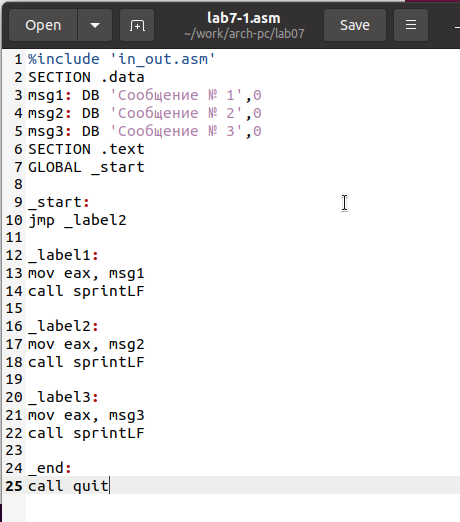 Open
lab7-1.asm
~/work/arch-pc/lab07
Save
1 %include 'in_out.asm'
2 SECTION .data
3 msg1: DB 'Сообщение № 1',0
4 msg2: DB 'Сообщение № 2',0
5 msg3: DB 'Сообщение № 3',0
6 SECTION .text
7 GLOBAL _start
8
9 _start:
10 jmp _label2
11
12 _label1:
13 mov eax, msg1
14 call sprintLF
15
16 _label2:
17 mov eax, msg2
18 call sprintLF
19
20 _label3:
21 mov eax, msg3
22 call sprintLF
23
24 _end:
25 call quit